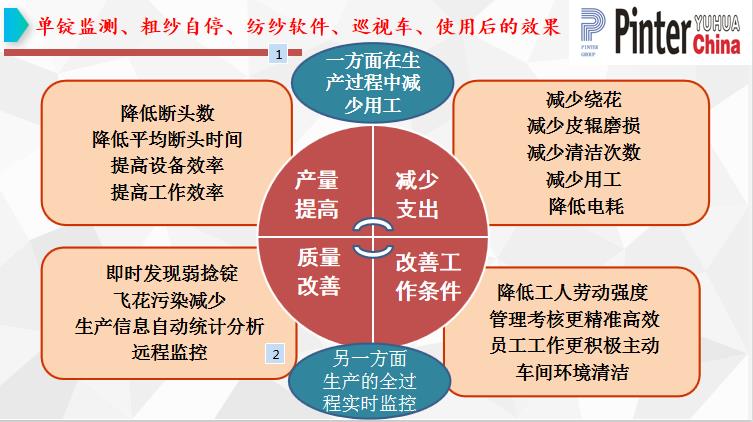 单锭监测、粗纱自停、纺纱软件、巡视车、使用后的效果
PINTER
GROUP
Pinter
YUHUA
China
1
一方面在生
产过程中减
少用工
降低断头数
降低平均断头时间
提高设备效率
提高工作效率
减少绕花
减少皮辊磨损
减少清洁次数
减少用工
降低电耗
产量
提高
减少
支出
质量
改善
改善工
作条件
即时发现弱捻锭
飞花污染减少
生产信息自动统计分析
远程监控
2
降低工人劳动强度
管理考核更精准高效
员工工作更积极主动
车间环境清洁
另一方面
生产的全过
程实时监控